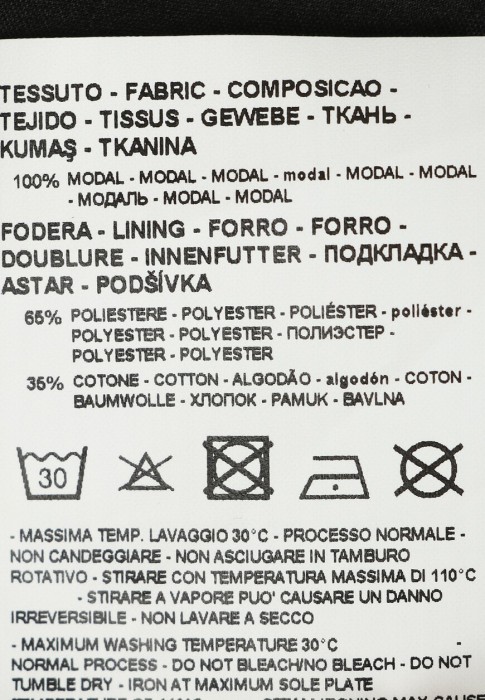 TESSUTO - FABRIC - COMPOSICAO -
TEJIDO - TISSUS - GEWEBE - ТКАНЬ -
KUMAŞ - TKANINA
100% MODAL - MODAL - MODAL - modal - MODAL - MODAL
- МОДАЛЬ - MODAL - MODAL
FODERA - LINING - FORRO - FORRO -
DOUBLURE - INNENFUTTER - ПОДКЛАДКА -
ASTAR - PODŠÍVKA
65% POLIESTERE - POLYESTER - POLIÉSTER - poliéster -
POLYESTER - POLYESTER - ПОЛИЭСТЕР -
POLYESTER - POLYESTER
35% COTONE - COTTON - ALGODÃO - algodón - COTON -
BAUMWOLLE - ХЛОПОК - PAMUK - BAVLNA
30
- MASSIMA TEMP. LAVAGGIO 30°C - PROCESSO NORMALE -
NON CANDEGGIARE - NON ASCIUGARE IN TAMBURO
ROTATIVO - STIRARE CON TEMPERATURA MASSIMA DI 110°C
- STIRARE A VAPORE PUO' CAUSARE UN DANNO
IRREVERSIBILE - NON LAVARE A SECCO
- MAXIMUM WASHING TEMPERATURE 30°C -
NORMAL PROCESS - DO NOT BLEACH/NO BLEACH - DO NOT
TUMBLE DRY - IRON AT MAXIMUM SOLE PLATE